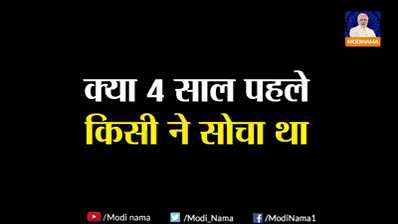 MODINAMA
क्या 4 साल पहले
किसी ने सोचा था
/Modi nama /Modi_Nama /ModiNama1